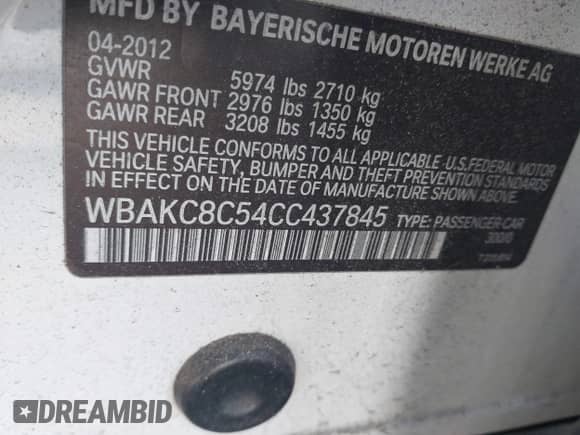 MFD BY BAYERISCHE MOTOREN WERKE AG
04-2012
GVWR 5974 lbs 2710 kg
GAWR FRONT 2976 lbs 1350 kg
GAWR REAR 3208 lbs 1455 kg
THIS VEHICLE CONFORMS TO ALL APPLICABLE U.S.FEDERAL MOTOR
VEHICLE SAFETY, BUMPER AND THEFT PREVENTION STANDARDS
IN EFFECT ON THE DATE OF MANUFACTURE SHOWN ABOVE.
WBAKC8C54CC437845 TYPE: PASSENGER-CAR
DREAMBID